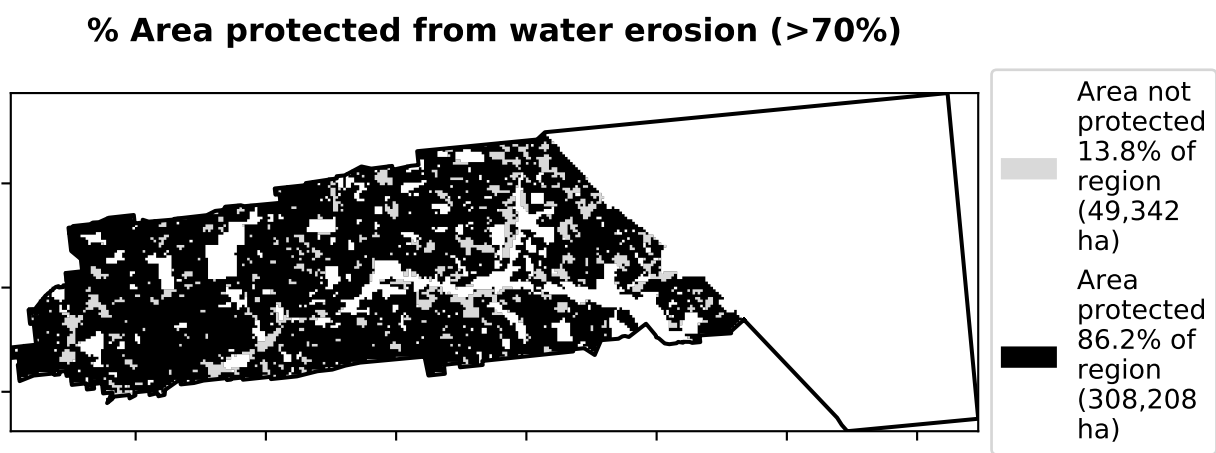 % Area protected from water erosion (>70%)
Area not
protected
13.8% of
region
(49,342
ha)
Area
protected
86.2% of
region
(308,208
ha)